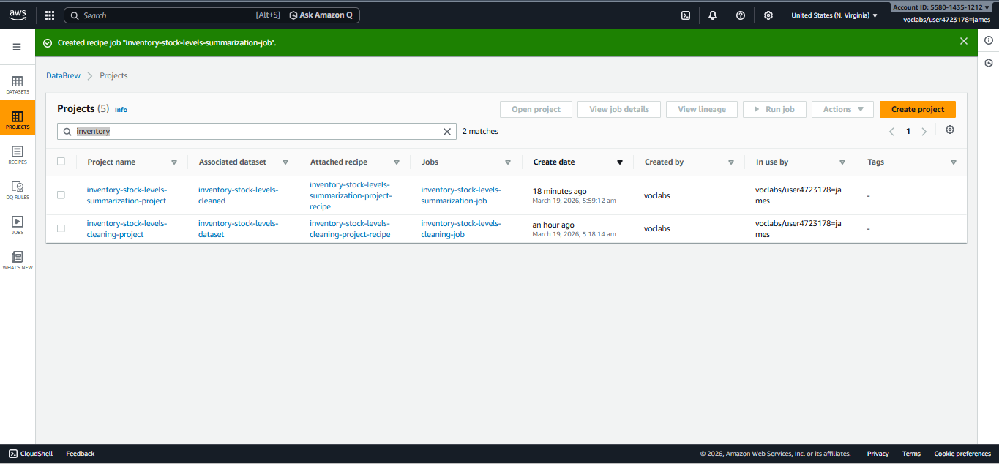 aws
Search [Alt+S] Ask Amazon Q
United States (N. Virginia) ▼
Account ID: 5580-1435-1212 ▼
voclabs/user4723178=james
Created recipe job "inventory-stock-levels-summarization-job".
DATASETS
PROJECTS
RECIPES
DQ RULES
JOBS
WHAT'S NEW
DataBrew > Projects
Projects (5) Info
Open project View job details View lineage Run job Actions ▼ Create project
inventory 2 matches
1
Project name Associated dataset Attached recipe Jobs Create date Created by In use by Tags
inventory-stock-levels-
summarization-project
inventory-stock-levels-
cleaned
inventory-stock-levels-
summarization-project-
recipe
inventory-stock-levels-
summarization-job
18 minutes ago
March 19, 2026, 5:59:12 am
voclabs
voclabs/user4723178=ja
mes
-
inventory-stock-levels-
cleaning-project
inventory-stock-levels-
dataset
inventory-stock-levels-
cleaning-project-recipe
inventory-stock-levels-
cleaning-job
an hour ago
March 19, 2026, 5:18:14 am
voclabs
voclabs/user4723178=ja
mes
-
CloudShell Feedback © 2026, Amazon Web Services, Inc. or its affiliates. Privacy Terms Cookie preferences